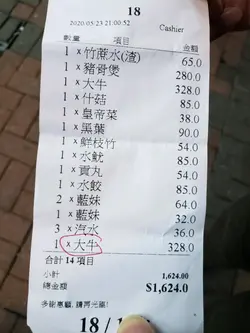 18
2020/05/23 21:00:52 Cashier
數量 項目 金額
1 x 竹蔗水(渣) 65.0
1 x 豬骨煲 280.0
1 x 大牛 328.0
1 x 什菇 85.0
1 x 皇帝菜 38.0
1 x 黑葉 90.0
1 x 鮮枝竹 54.0
1 x 水魷 85.0
1 x 貢丸 54.0
1 x 水餃 85.0
2 x 藍妹 64.0
1 x 藍妹 32.0
3 x 汽水 36.0
1 x 大牛 328.0
合計 14 項目
小計 1,624.00
總金額 $1,624.0
多謝惠顧, 請再光臨!
18 / 1